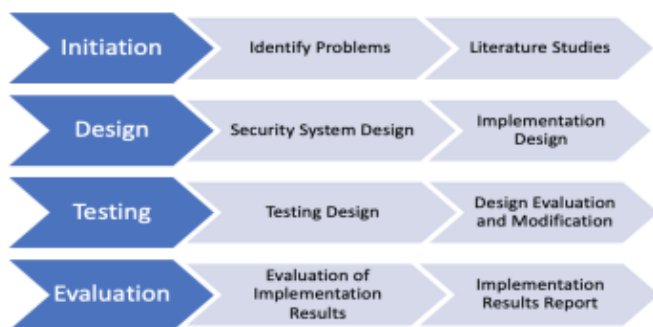 Initiation
Identify Problems
Literature Studies
Design
Security System Design
Implementation
Design
Testing
Testing Design
Design Evaluation
and Modification
Evaluation
Evaluation of
Implementation
Results
Implementation
Results Report